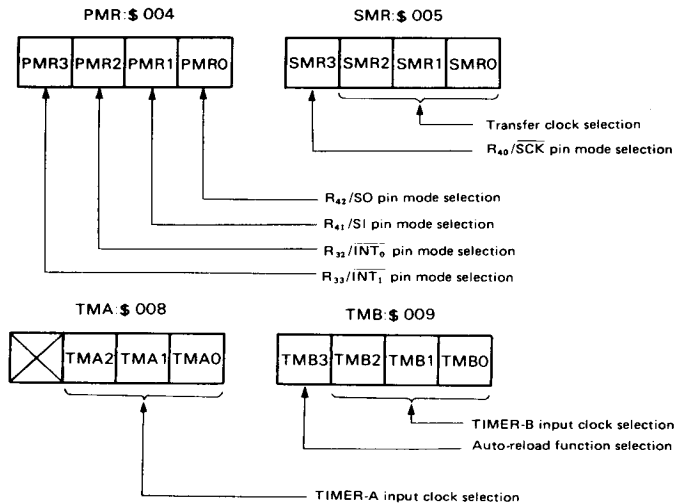 PMR:$ 004
SMR:$ 005
PMR3 PMR2 PMR1 PMR0
SMR3 SMR2 SMR1 SMR0
Transfer clock selection
R₄₀/S̅C̅K̅ pin mode selection
R₄₂/SO pin mode selection
R₄₁/SI pin mode selection
R₃₂/I̅N̅T̅₀̅ pin mode selection
R₃₃/I̅N̅T̅₁̅ pin mode selection
TMA:$ 008
TMB:$ 009
TMA2 TMA1 TMA0
TMB3 TMB2 TMB1 TMB0
TIMER-B input clock selection
Auto-reload function selection
TIMER-A input clock selection